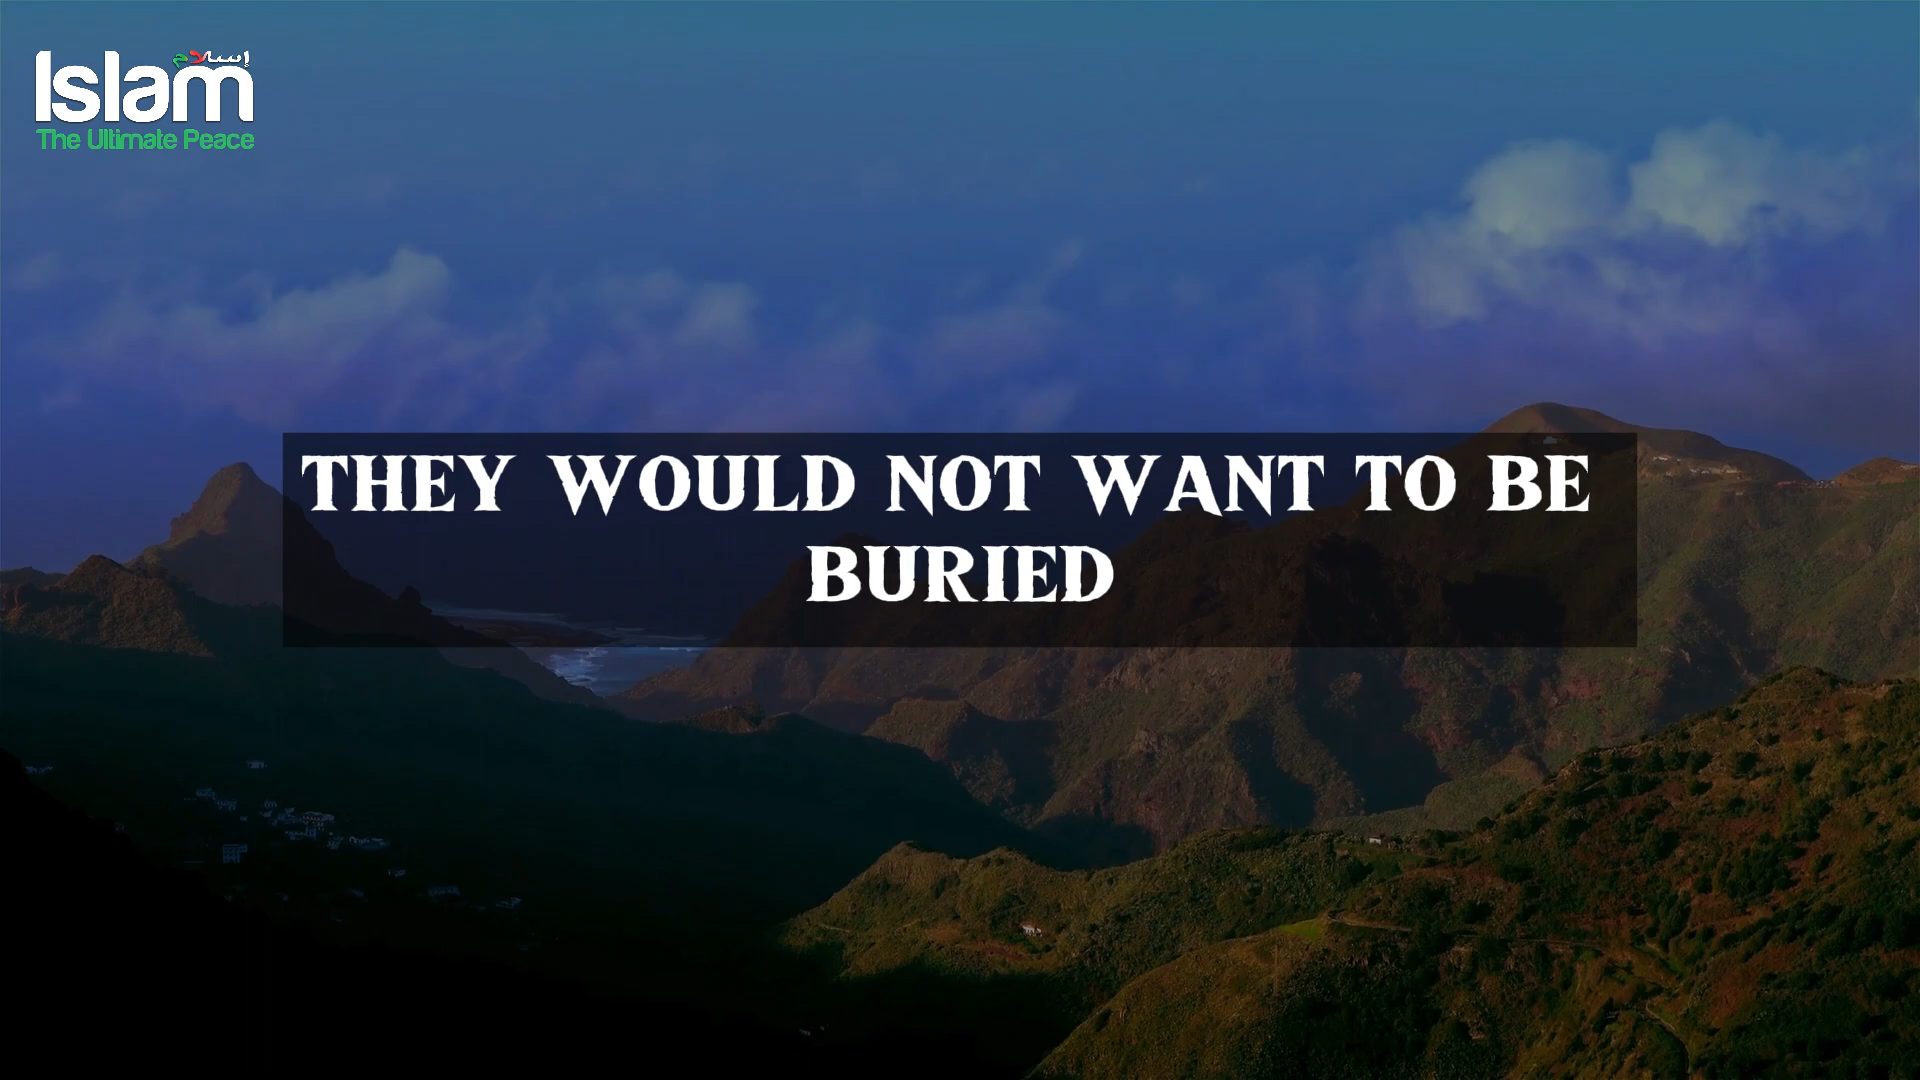 إسلام
Islam
The Ultimate Peace
THEY WOULD NOT WANT TO BE
BURIED